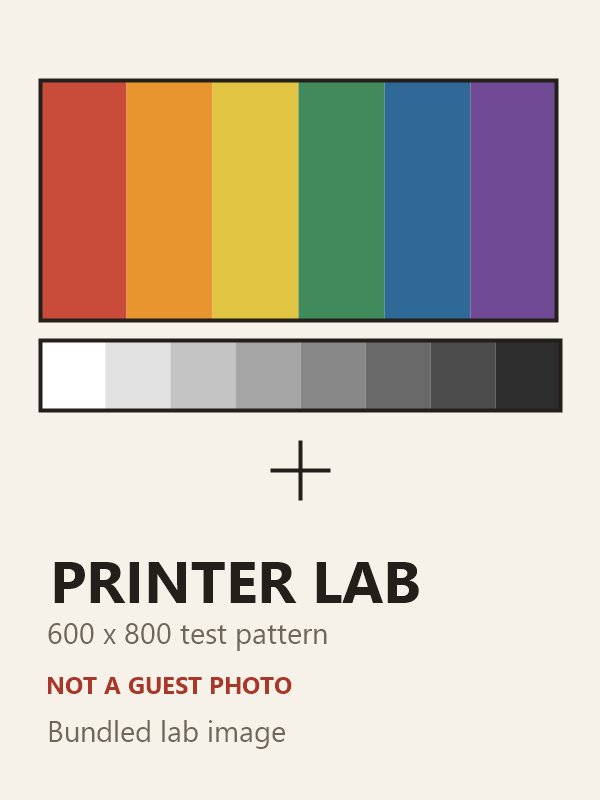 PRINTER LAB
600 x 800 test pattern
NOT A GUEST PHOTO
Bundled lab image